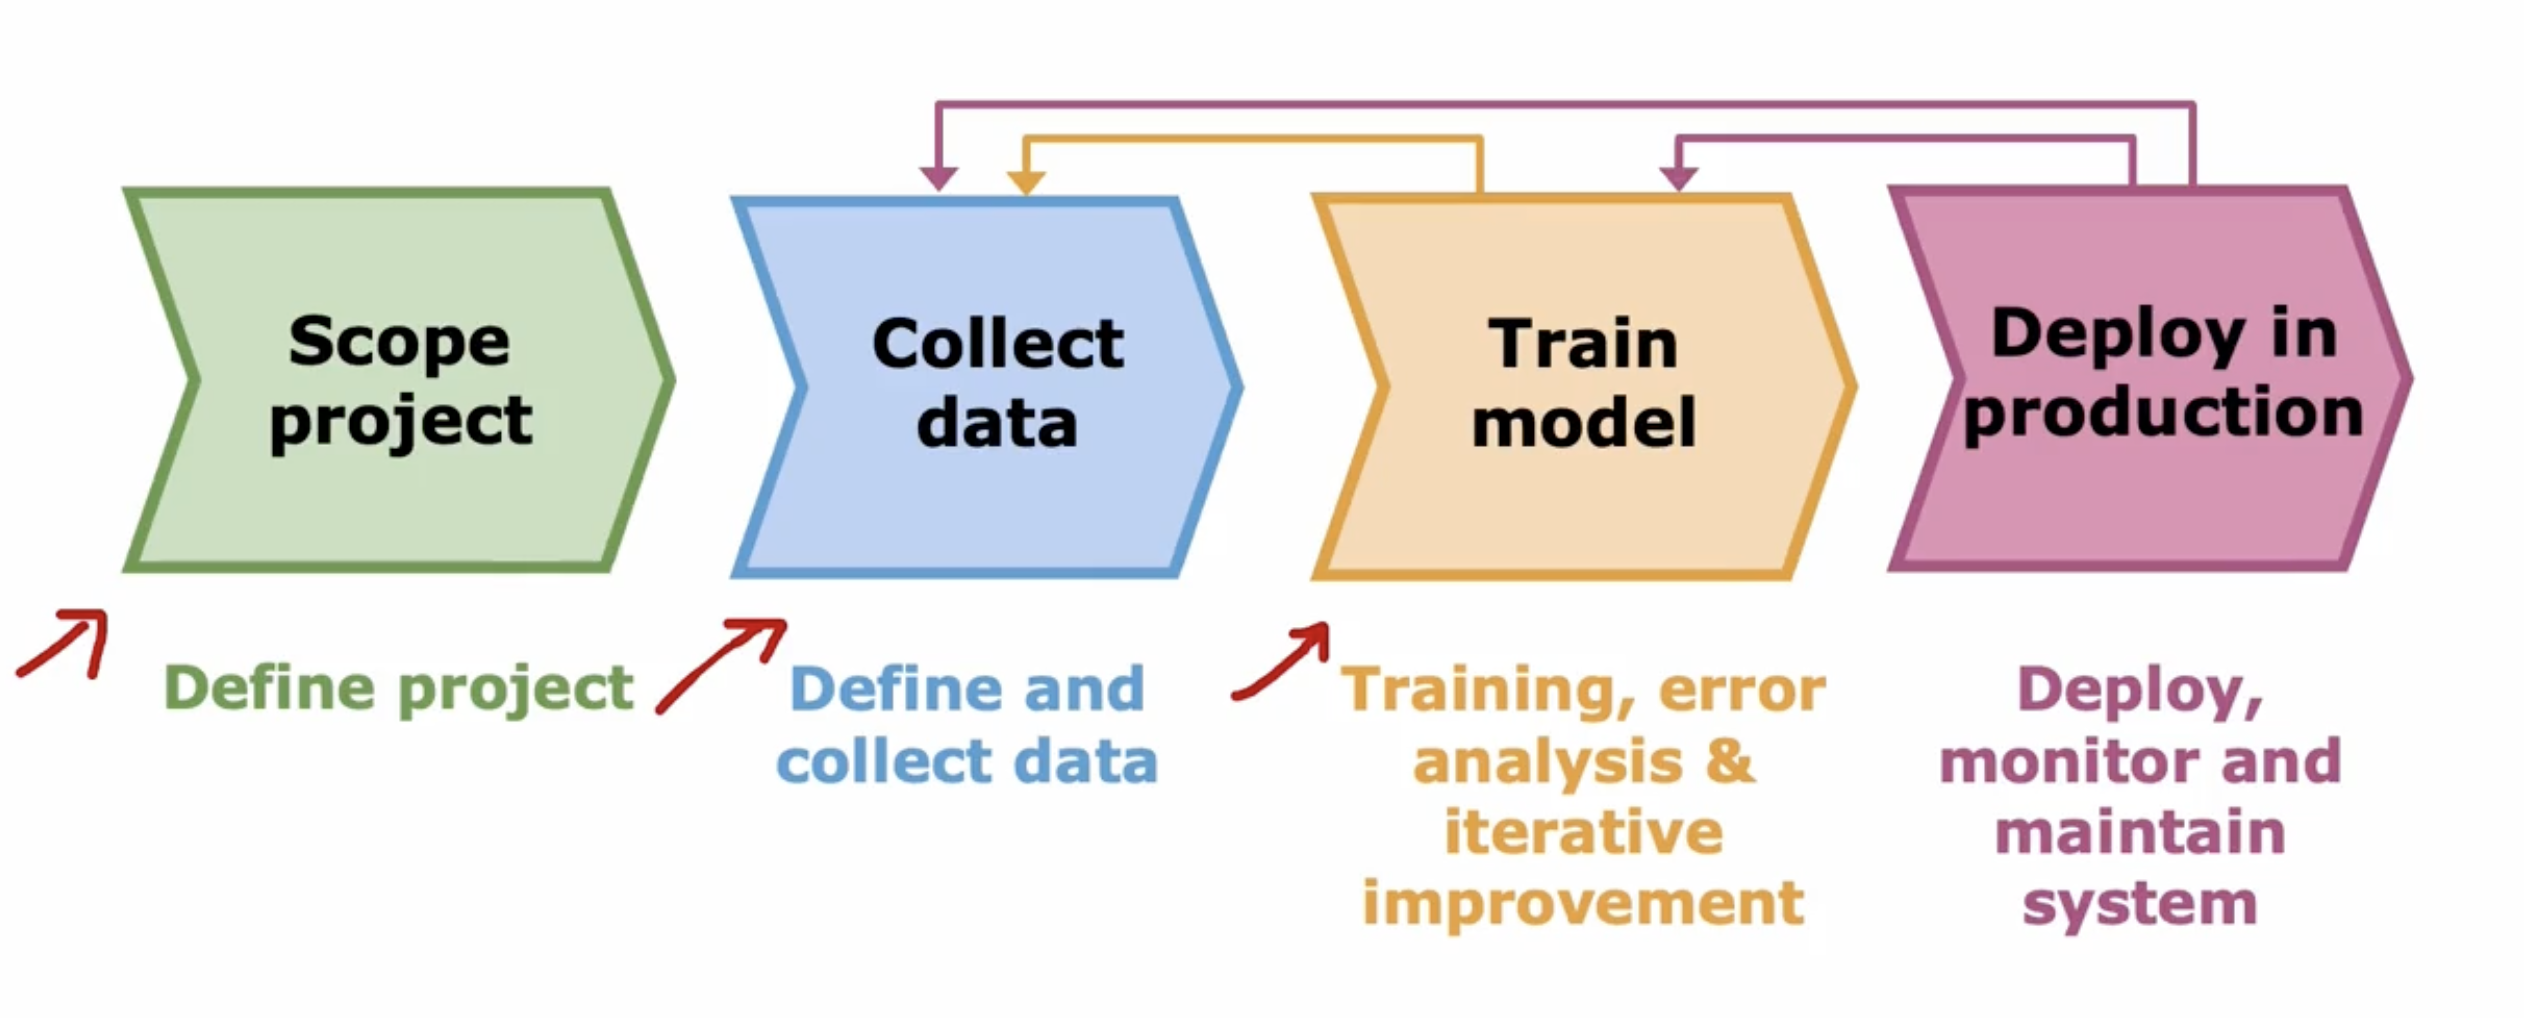 Scope
project
Collect
data
Train
model
Deploy in
production
Define project
Define and
collect data
Training, error
analysis &
iterative
improvement
Deploy,
monitor and
maintain
system